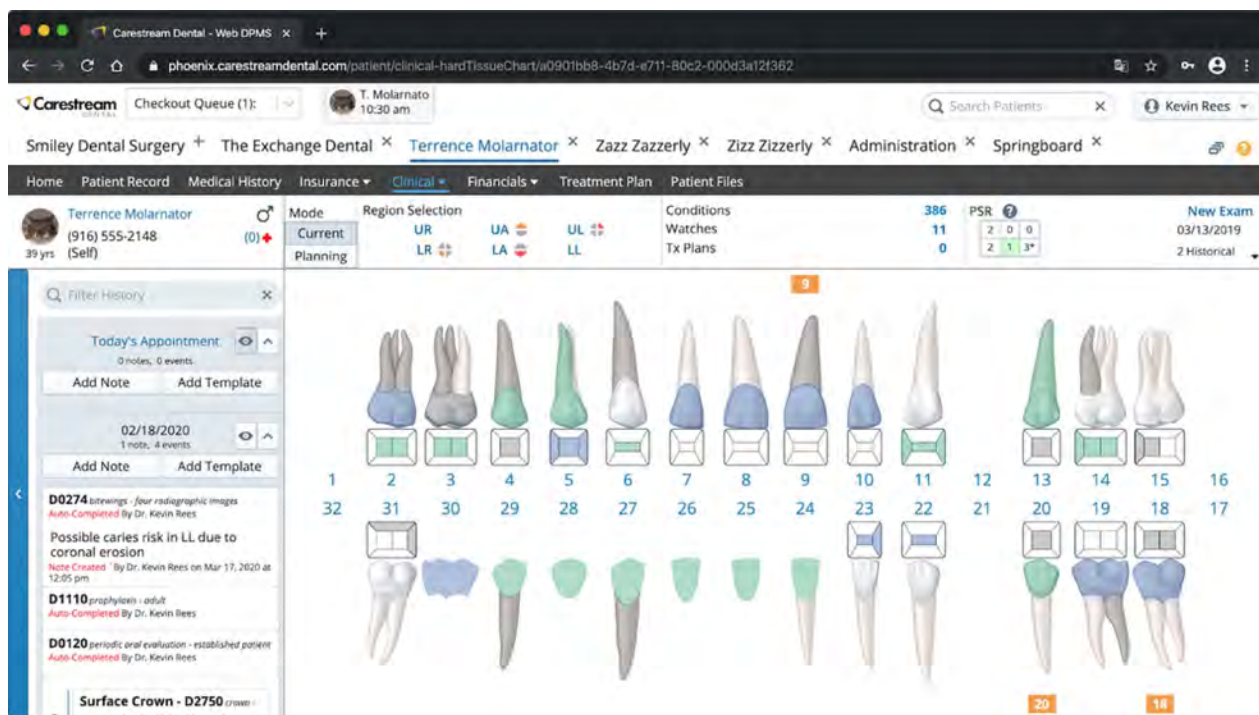 Carestream Dental - Web DPMS × +
phoenix.carestreamdental.com/patient/clinical-hardTissueChart/a0901bb8-4b7d-e711-80c2-000d3a12f362
Carestream
DENTAL
Checkout Queue (1):
T. Molarnato
10:30 am
Search Patients ×
Kevin Rees
Smiley Dental Surgery + The Exchange Dental × Terrence Molarnator × Zazz Zazzerly × Zizz Zizzerly × Administration × Springboard ×
Home Patient Record Medical History Insurance Clinical Financials Treatment Plan Patient Files
Terrence Molarnator
(916) 555-2148 (0)
39 yrs (Self)
Mode
Current
Planning
Region Selection
UR UA UL
LR LA LL
Conditions 386
Watches 11
Tx Plans 0
PSR ?
2 0 0
2 1 3*
New Exam
03/13/2019
2 Historical
Filter History ×
Today's Appointment
0 notes, 0 events
Add Note Add Template
02/18/2020
1 note, 4 events
Add Note Add Template
D0274 bitewings - four radiographic images
Auto-Completed By Dr. Kevin Rees
Possible caries risk in LL due to
coronal erosion
Note Created By Dr. Kevin Rees on Mar 17, 2020 at
12:05 pm
D1110 prophylaxis - adult
Auto-Completed By Dr. Kevin Rees
D0120 periodic oral evaluation - established patient
Auto-Completed By Dr. Kevin Rees
Surface Crown - D2750 crown -
9
1 2 3 4 5 6 7 8 9 10 11 12 13 14 15 16
32 31 30 29 28 27 26 25 24 23 22 21 20 19 18 17
20 18